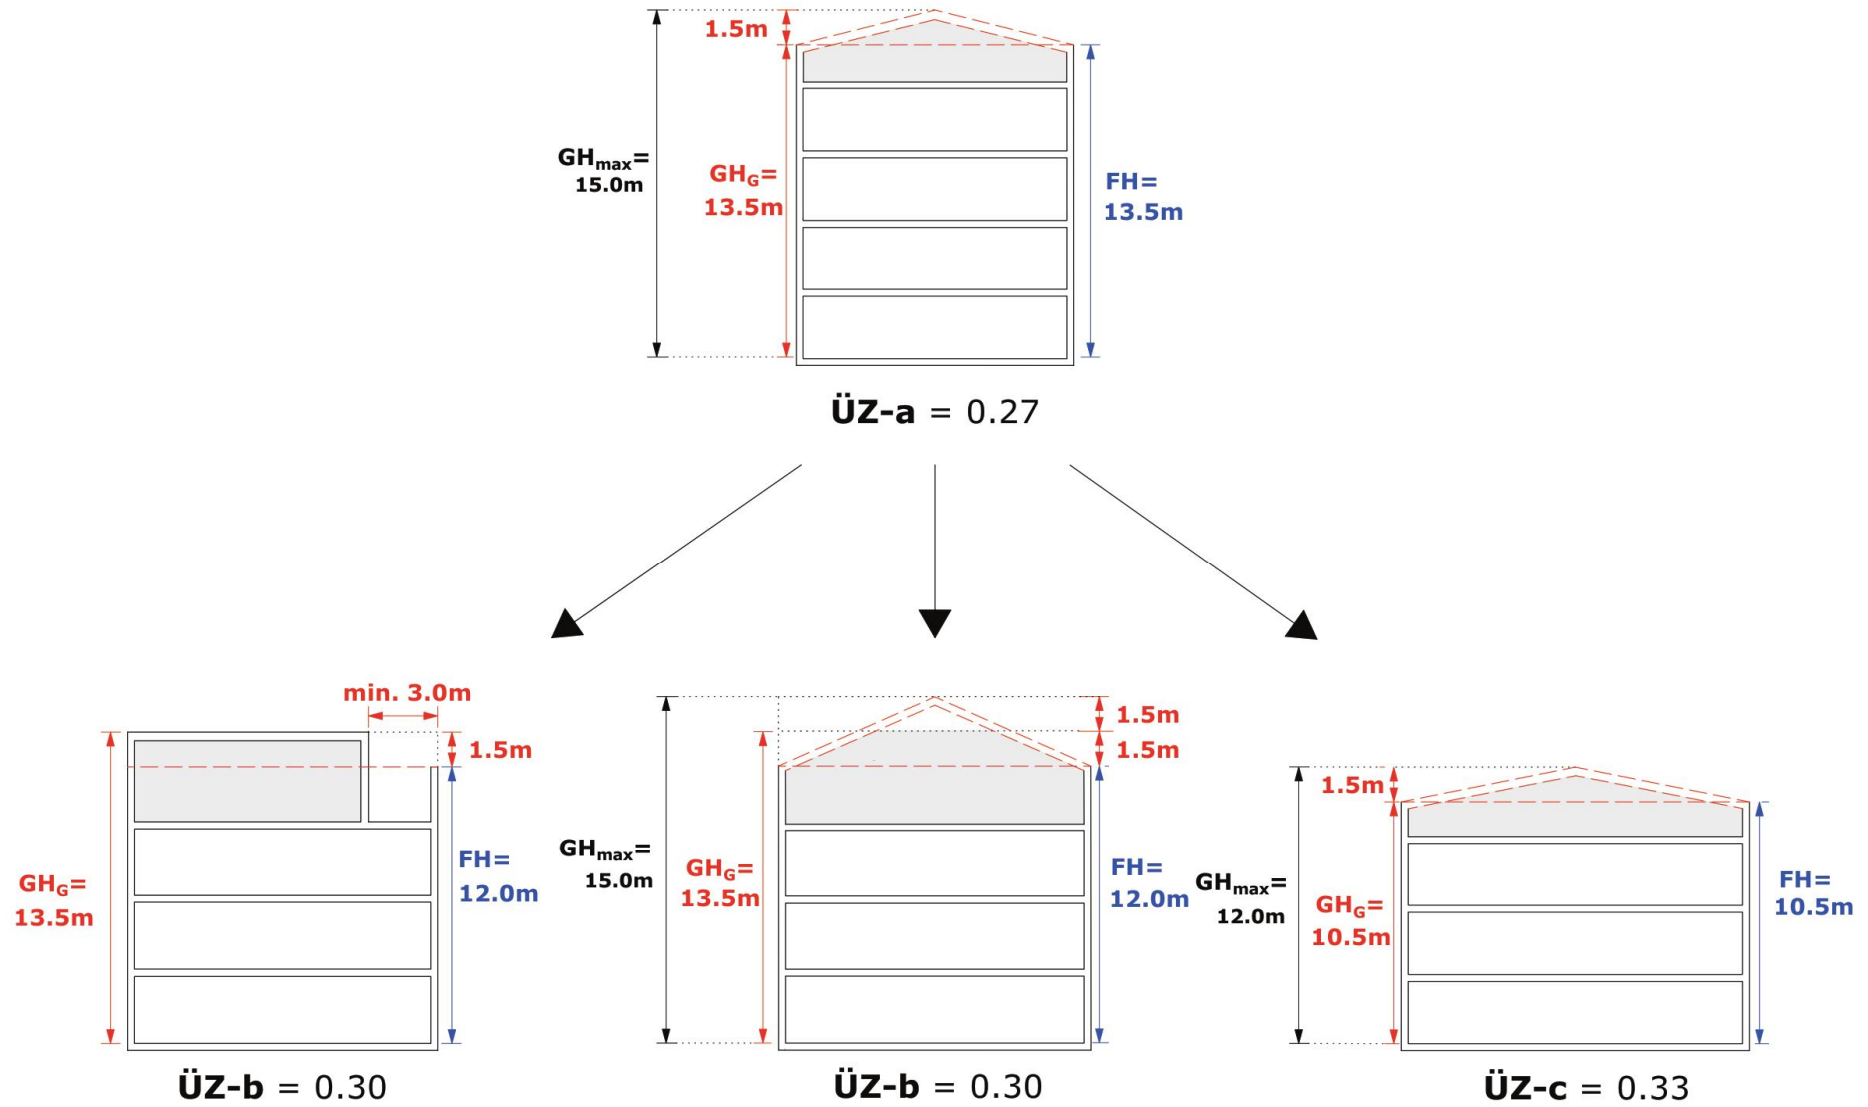 1.5m
GHmax=
15.0m
GHG=
13.5m
FH=
13.5m
ÜZ-a = 0.27
min. 3.0m
1.5m
GHG=
13.5m
FH=
12.0m
ÜZ-b = 0.30
1.5m
1.5m
GHmax=
15.0m
GHG=
13.5m
FH=
12.0m
ÜZ-b = 0.30
1.5m
GHmax=
12.0m
GHG=
10.5m
FH=
10.5m
ÜZ-c = 0.33